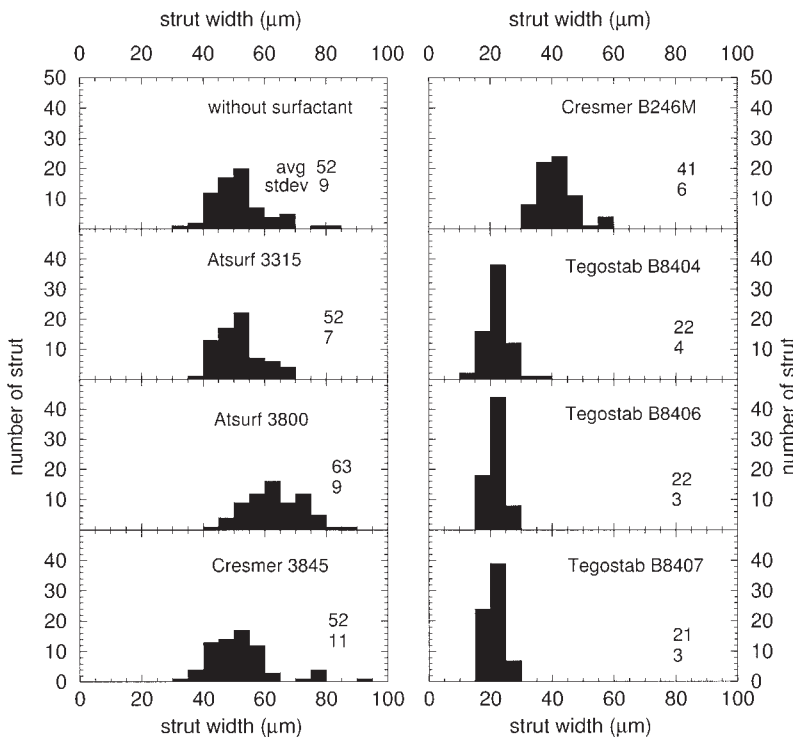 strut width (μm)
0 20 40 60 80 100
50
40
30
20
10
without surfactant
avg 52
stdev 9
number of strut
40
30
20
10
Atsurf 3315
52
7
40
30
20
10
Atsurf 3800
63
9
40
30
20
10
0
Cresmer 3845
52
11
0 20 40 60 80 100
strut width (μm)
strut width (μm)
0 20 40 60 80 100
Cresmer B246M
41
6
50
40
30
20
10
Tegostab B8404
22
4
40
30
20
10
Tegostab B8406
22
3
40
30
20
10
Tegostab B8407
21
3
40
30
20
10
0
number of strut
0 20 40 60 80 100
strut width (μm)